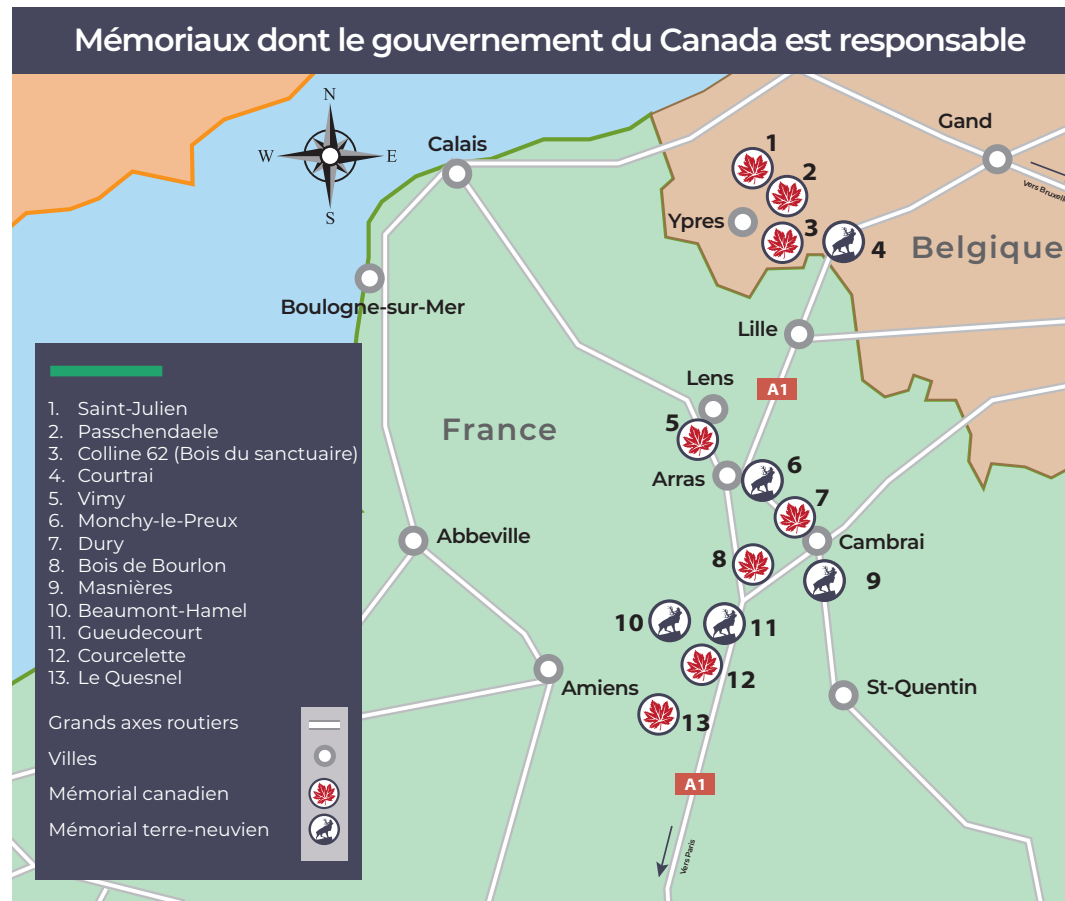 Mémoriaux dont le gouvernement du Canada est responsable
N
W
E
S
Calais
Gand
1
2
Vers Bruxell
Ypres
3
4
Belgique
Boulogne-sur-Mer
Lille
Lens
A1
5
France
Arras
6
7
Abbeville
Cambrai
8
9
10
11
12
Amiens
St-Quentin
13
A1
Vers Paris
1. Saint-Julien
2. Passchendaele
3. Colline 62 (Bois du sanctuaire)
4. Courtrai
5. Vimy
6. Monchy-le-Preux
7. Dury
8. Bois de Bourlon
9. Masnières
10. Beaumont-Hamel
11. Gueudecourt
12. Courcelette
13. Le Quesnel
Grands axes routiers
Villes
Mémorial canadien
Mémorial terre-neuvien